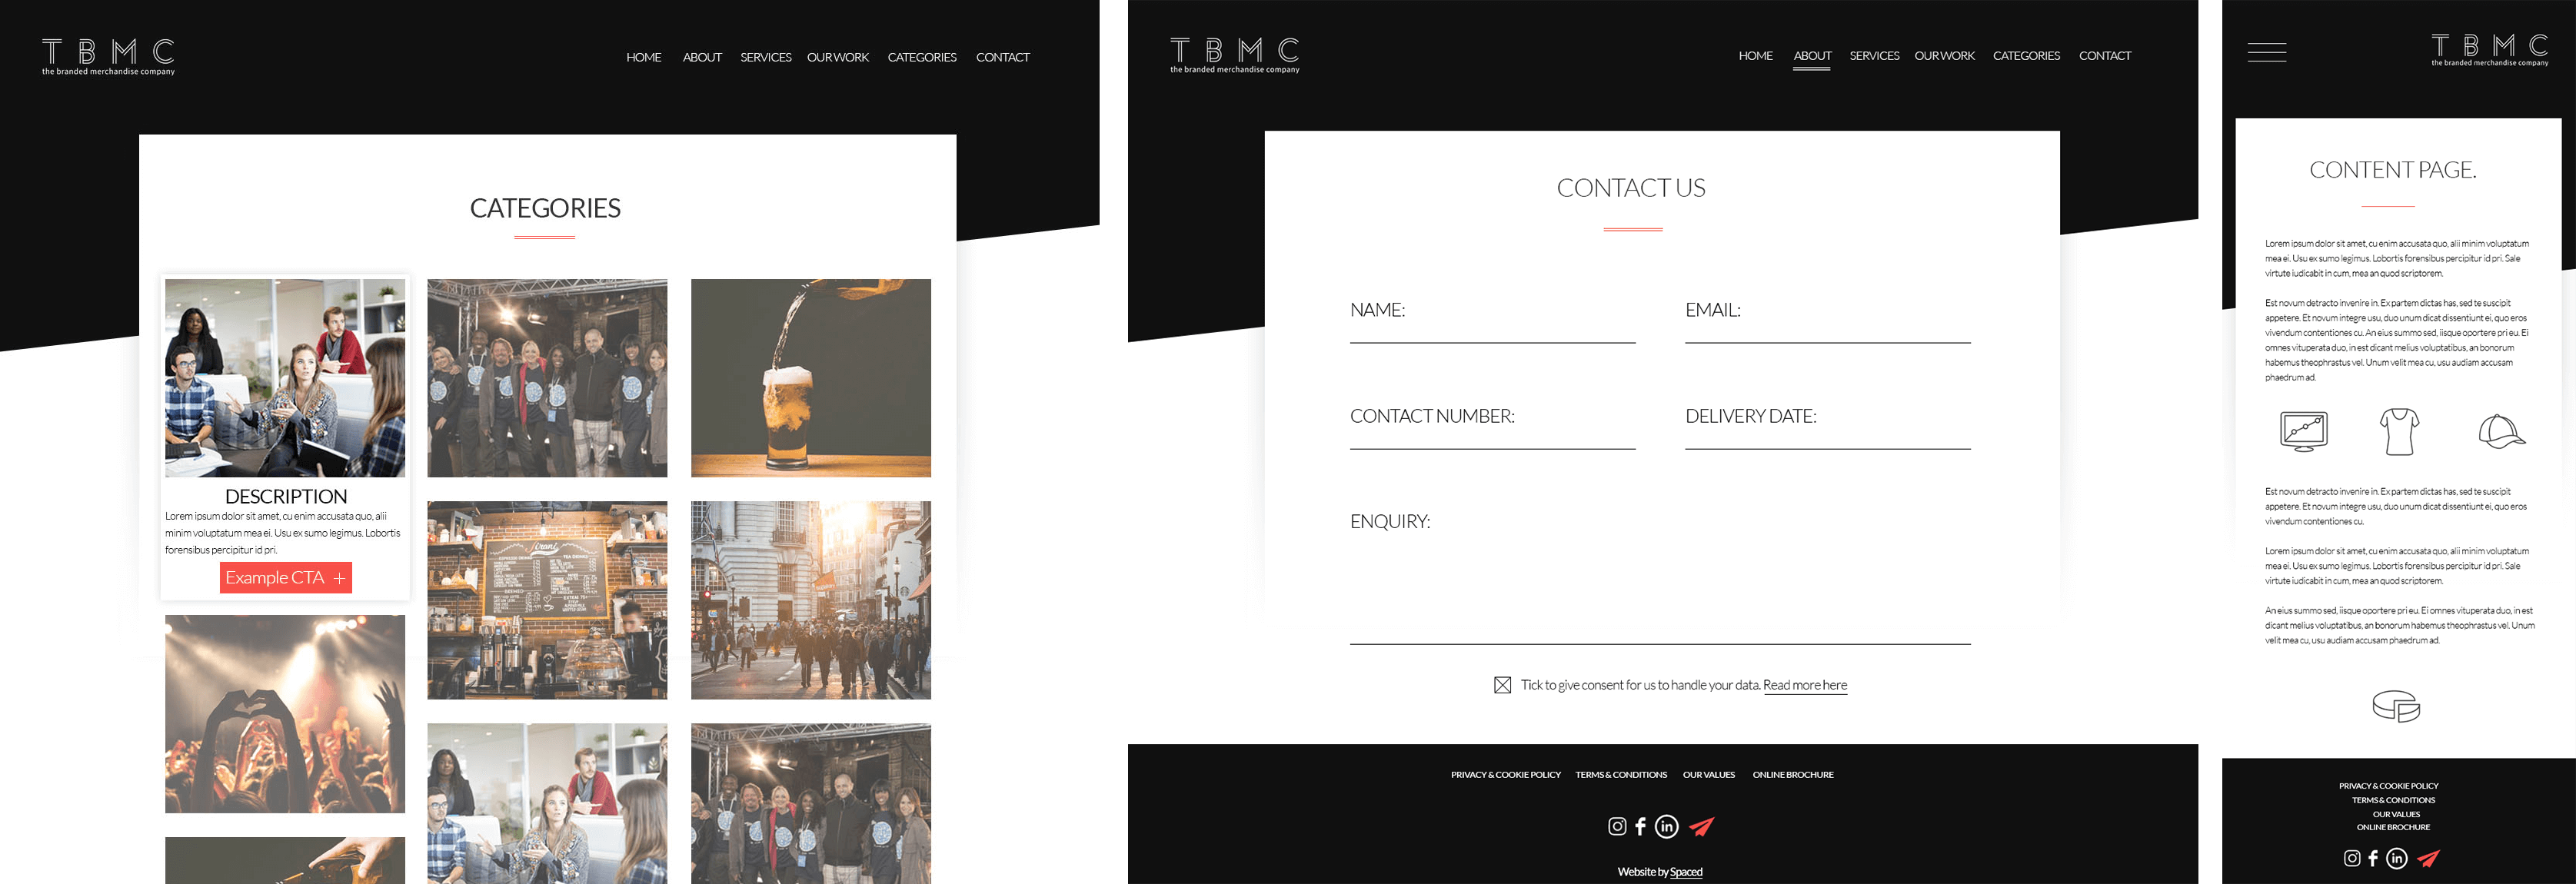 T B M C
the branded merchandise company
HOME ABOUT SERVICES OUR WORK CATEGORIES CONTACT
CATEGORIES
DESCRIPTION
Lorem ipsum dolor sit amet, cu enim accusata quo, alii
minim voluptatum mea ei. Usu ex sumo legimus. Lobortis
forensibus percipitur id pri.
Example CTA +
T B M C
the branded merchandise company
HOME ABOUT SERVICES OUR WORK CATEGORIES CONTACT
CONTACT US
NAME: EMAIL:
CONTACT NUMBER: DELIVERY DATE:
ENQUIRY:
Tick to give consent for us to handle your data. Read more here
PRIVACY & COOKIE POLICY TERMS & CONDITIONS OUR VALUES ONLINE BROCHURE
Website by Spaced
T B M C
the branded merchandise company
CONTENT PAGE.
Lorem ipsum dolor sit amet, cu enim accusata quo, alii minim voluptatum
mea ei. Usu ex sumo legimus. Lobortis forensibus percipitur id pri. Sale
virtute iudicabit in cum, mea an quod scriptorem.
Est novum detracto invenire in. Ex partem dictas has, sed te suscipit
appetere. Et novum integre usu, duo unum dicat dissentiunt ei, quo eros
vivendum contentiones cu. An eius summo sed, iisque oportere pri eu. Ei
omnes vituperata duo, in est dicant melius voluptatibus, an bonorum
habemus theophrastus vel. Unum velit mea cu, usu audiam accusam
phaedrum ad.
Est novum detracto invenire in. Ex partem dictas has, sed te suscipit
appetere. Et novum integre usu, duo unum dicat dissentiunt ei, quo eros
vivendum contentiones cu.
Lorem ipsum dolor sit amet, cu enim accusata quo, alii minim voluptatum
mea ei. Usu ex sumo legimus. Lobortis forensibus percipitur id pri. Sale
virtute iudicabit in cum, mea an quod scriptorem.
An eius summo sed, iisque oportere pri eu. Ei omnes vituperata duo, in est
dicant melius voluptatibus, an bonorum habemus theophrastus vel. Unum
velit mea cu, usu audiam accusam phaedrum ad.
PRIVACY & COOKIE POLICY
TERMS & CONDITIONS
OUR VALUES
ONLINE BROCHURE